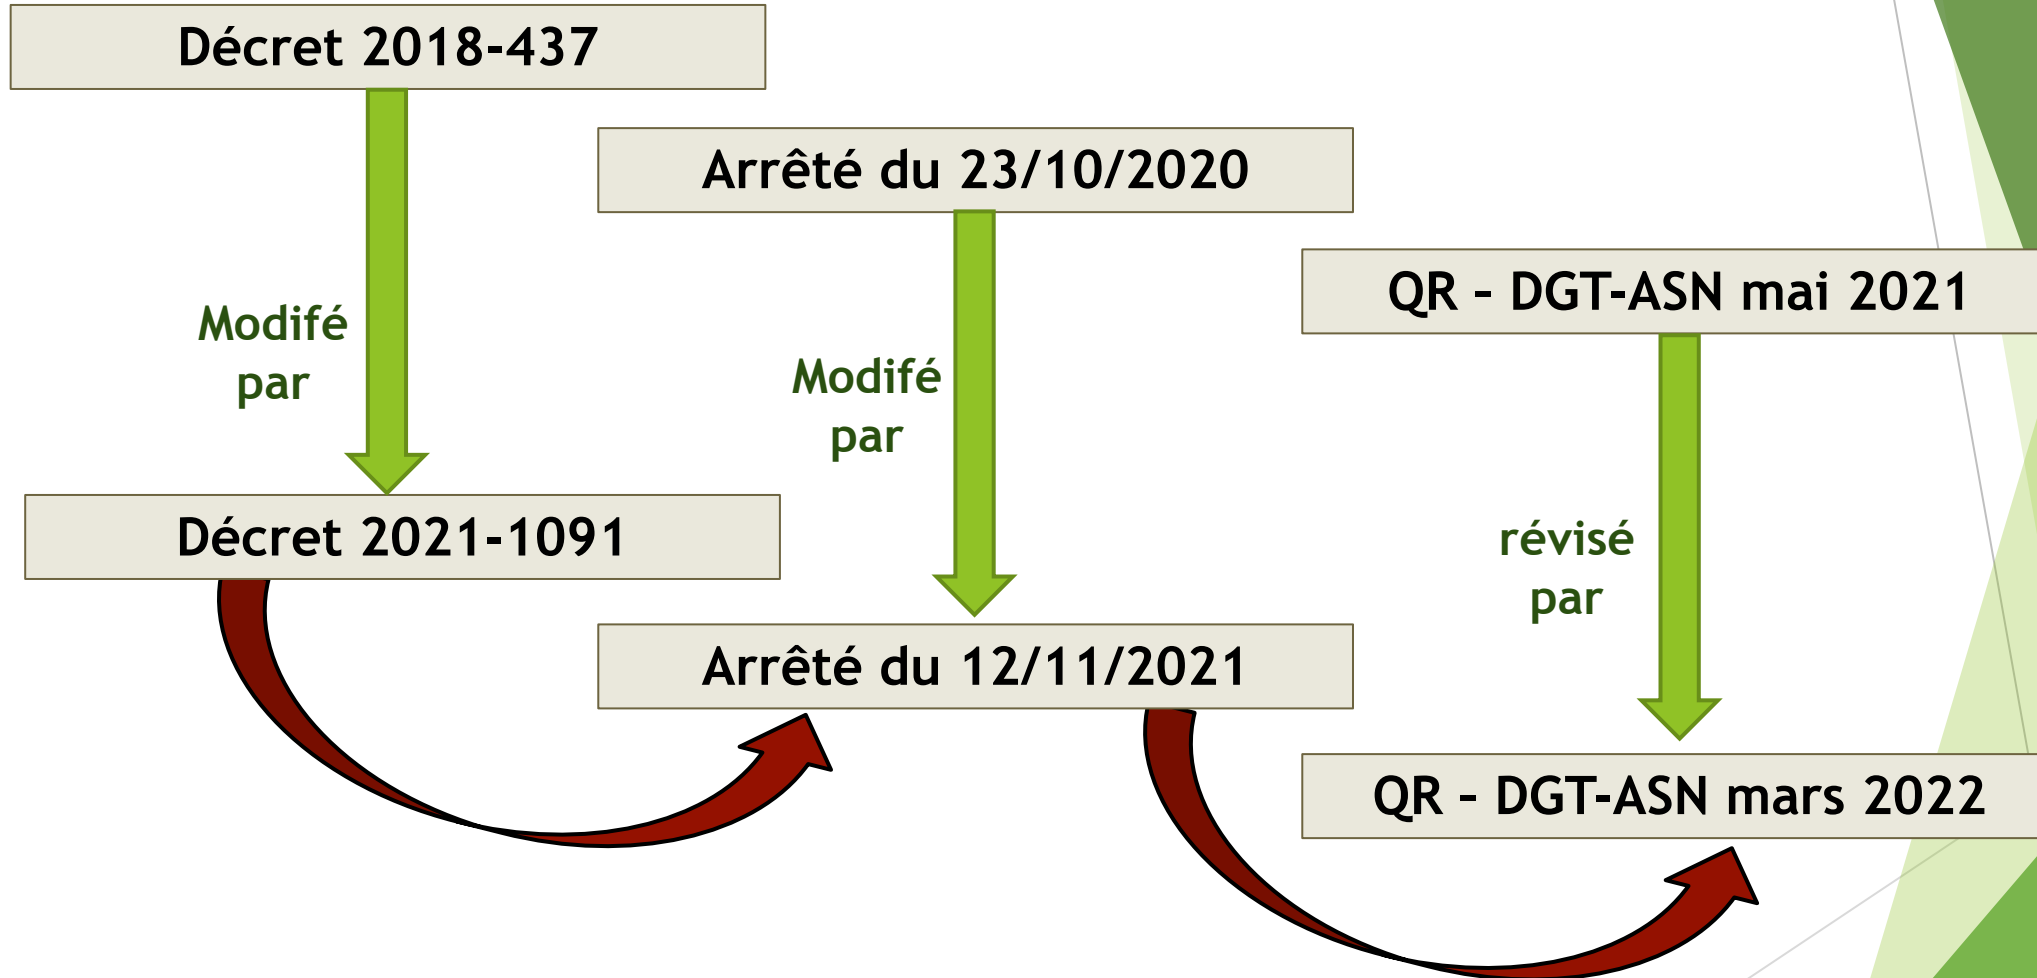 Décret 2018-437
Arrêté du 23/10/2020
QR – DGT-ASN mai 2021
Modifé
par
Modifé
par
Décret 2021-1091
révisé
par
Arrêté du 12/11/2021
QR – DGT-ASN mars 2022